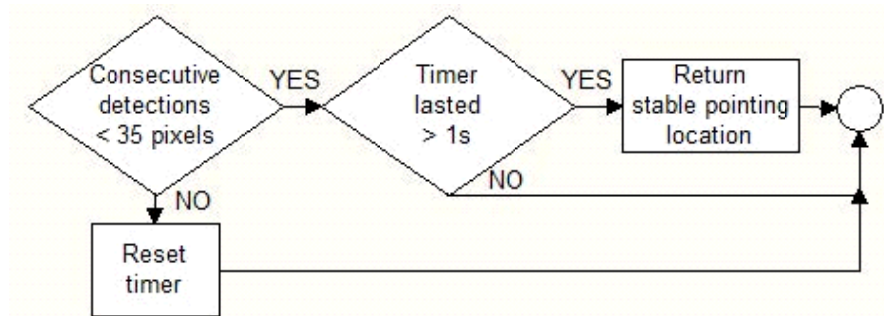 Consecutive
detections
< 35 pixels
YES
Timer
lasted
> 1s
YES
Return
stable pointing
location
NO
NO
Reset
timer